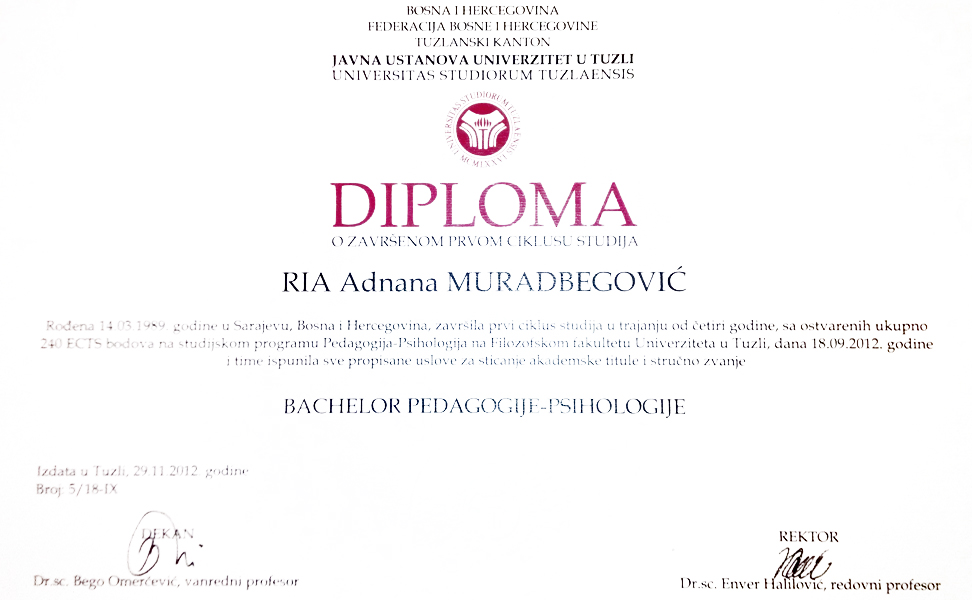 BOSNA I HERCEGOVINA
FEDERACIJA BOSNE I HERCEGOVINE
TUZLANSKI KANTON
JAVNA USTANOVA UNIVERZITET U TUZLI
UNIVERSITAS STUDIORUM TUZLAENSIS
UNIVERSITAS STUDIORUM TUZLAENSIS
DIPLOMA
O ZAVRŠENOM PRVOM CIKLUSU STUDIJA
RIA Adnana MURADBEGOVIĆ
Rođena 14.03.1989. godine u Sarajevu, Bosna i Hercegovina, završila prvi ciklus studija u trajanju od četiri godine, sa ostvarenih ukupno
240 ECTS bodova na studijskom programu Pedagogija-Psihologija na Filozofskom fakultetu Univerziteta u Tuzli, dana 18.09.2012. godine
i time ispunila sve propisane uslove za sticanje akademske titule i stručno zvanje
BACHELOR PEDAGOGIJE-PSIHOLOGIJE
Izdata u Tuzli, 29.11.2012. godine
Broj: 5/18-IX
DEKAN
Dr.sc. Bego Omerčević, vanredni profesor
REKTOR
Dr.sc. Enver Halilović, redovni profesor